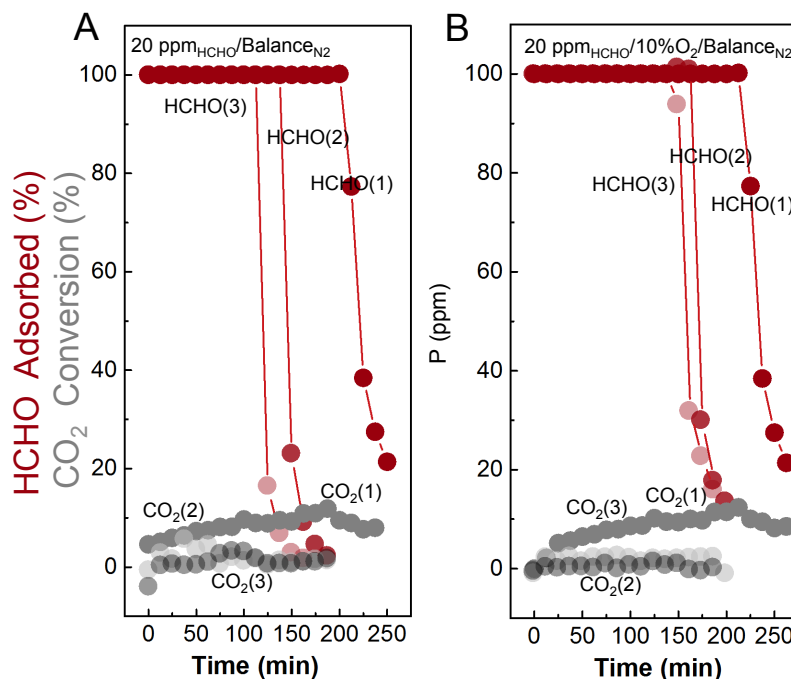 A
20 ppmHCHO/BalanceN2
100
80
60
40
20
0
HCHO Adsorbed (%)
CO2 Conversion (%)
HCHO(3)
HCHO(2)
HCHO(1)
CO2(2)
CO2(1)
CO2(3)
0 50 100 150 200 250
Time (min)
B
20 ppmHCHO/10%O2/BalanceN2
100
80
60
40
20
0
P (ppm)
HCHO(2)
HCHO(3)
HCHO(1)
CO2(3)
CO2(1)
CO2(2)
0 50 100 150 200 250
Time (min)